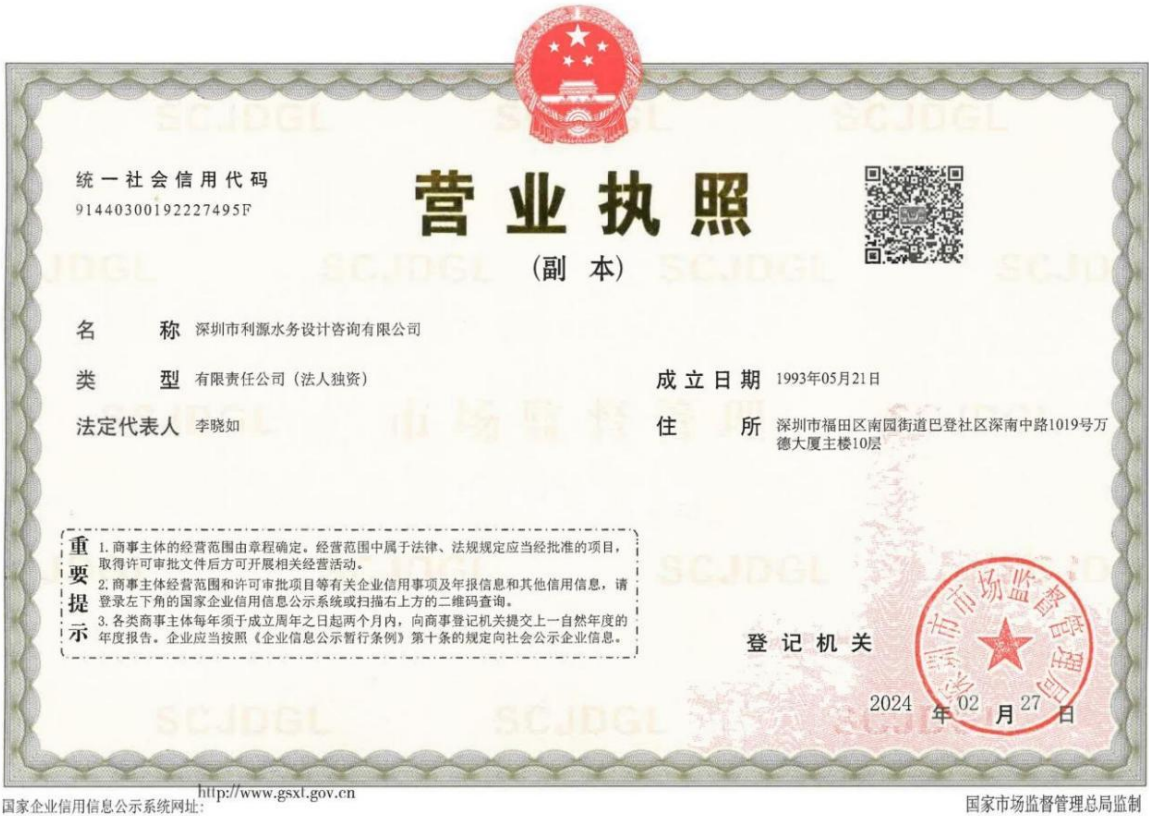 统一社会信用代码
91440300192227495F
营业执照
(副 本)
名 称 深圳市利源水务设计咨询有限公司
类 型 有限责任公司（法人独资）
成立日期 1993年05月21日
法定代表人 李晓如
住 所 深圳市福田区南园街道巴登社区深南中路1019号万
德大厦主楼10层
重要提示
1. 商事主体的经营范围由章程确定。经营范围中属于法律、法规规定应当经批准的项目，
取得许可审批文件后方可开展相关经营活动。
2. 商事主体经营范围和许可审批项目等有关企业信用事项及年报信息和其他信用信息，请
登录左下角的国家企业信用信息公示系统或扫描右上方的二维码查询。
3. 各类商事主体每年须于成立周年之日起两个月内，向商事登记机关提交上一自然年度的
年度报告。企业应当按照《企业信息公示暂行条例》第十条的规定向社会公示企业信息。
登记机关
深圳市市场监督管理局
2024 年 02 月 27 日
国家企业信用信息公示系统网址: http://www.gsxt.gov.cn
国家市场监督管理总局监制
SCJDGL
市场监督管理